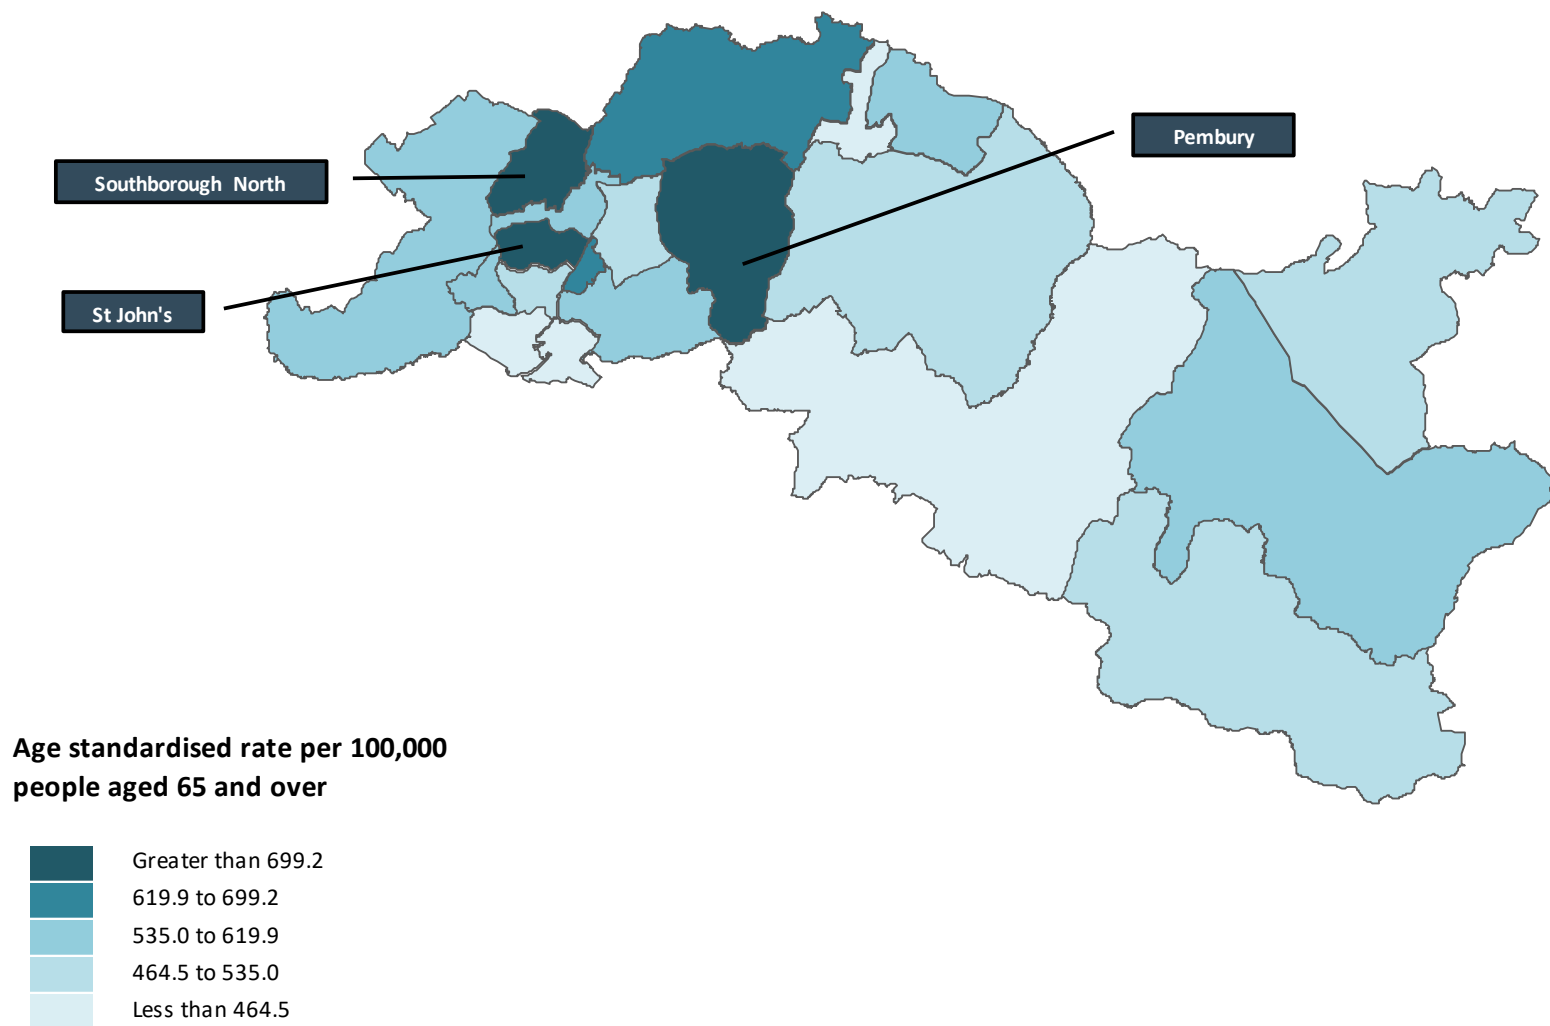 Southborough North
Pembury
St John's
Age standardised rate per 100,000
people aged 65 and over
Greater than 699.2
619.9 to 699.2
535.0 to 619.9
464.5 to 535.0
Less than 464.5